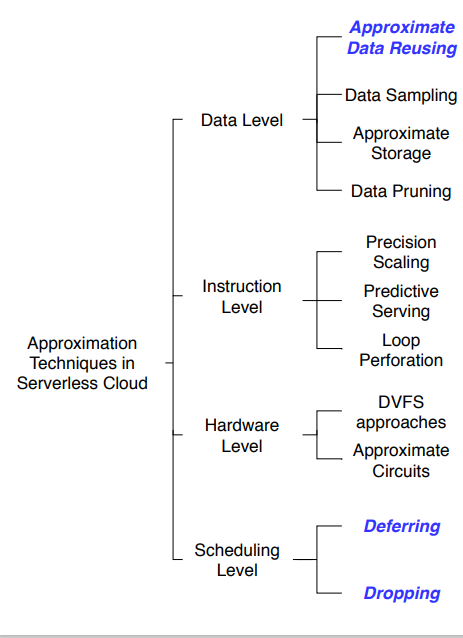 Approximate
Data Reusing
Data Sampling
Data Level
Approximate
Storage
Data Pruning
Precision
Scaling
Instruction
Level
Predictive
Serving
Loop
Perforation
Approximation
Techniques in
Serverless Cloud
DVFS
approaches
Hardware
Level
Approximate
Circuits
Deferring
Scheduling
Level
Dropping